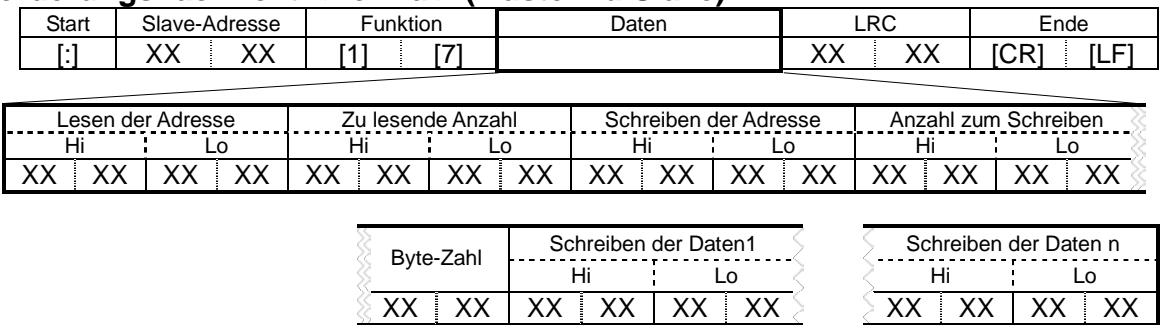 Start Slave-Adresse Funktion Daten LRC Ende
[:] XX XX [1] [7] XX XX [CR] [LF]
Lesen der Adresse Zu lesende Anzahl Schreiben der Adresse Anzahl zum Schreiben
Hi Lo Hi Lo Hi Lo Hi Lo
XX XX XX XX XX XX XX XX XX XX XX XX XX XX XX XX
Byte-Zahl Schreiben der Daten1 Schreiben der Daten n
Hi Lo Hi Lo
XX XX XX XX XX XX XX XX XX XX